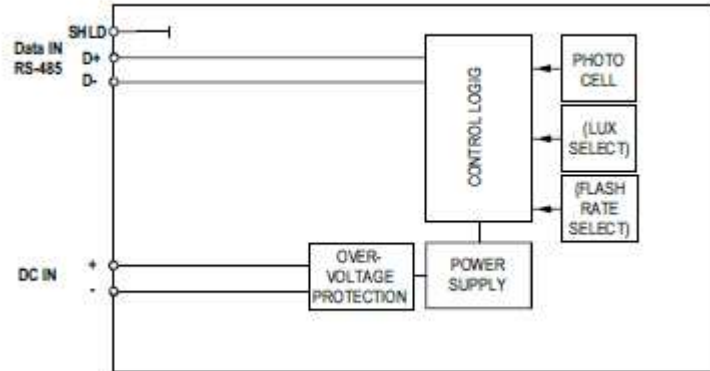 SHLD
Data IN
RS-485
D+
D-
CONTROL LOGIG
PHOTO
CELL
(LUX
SELECT)
(FLASH
RATE
SELECT)
DC IN
+
-
OVER-
VOLTAGE
PROTECTION
POWER
SUPPLY